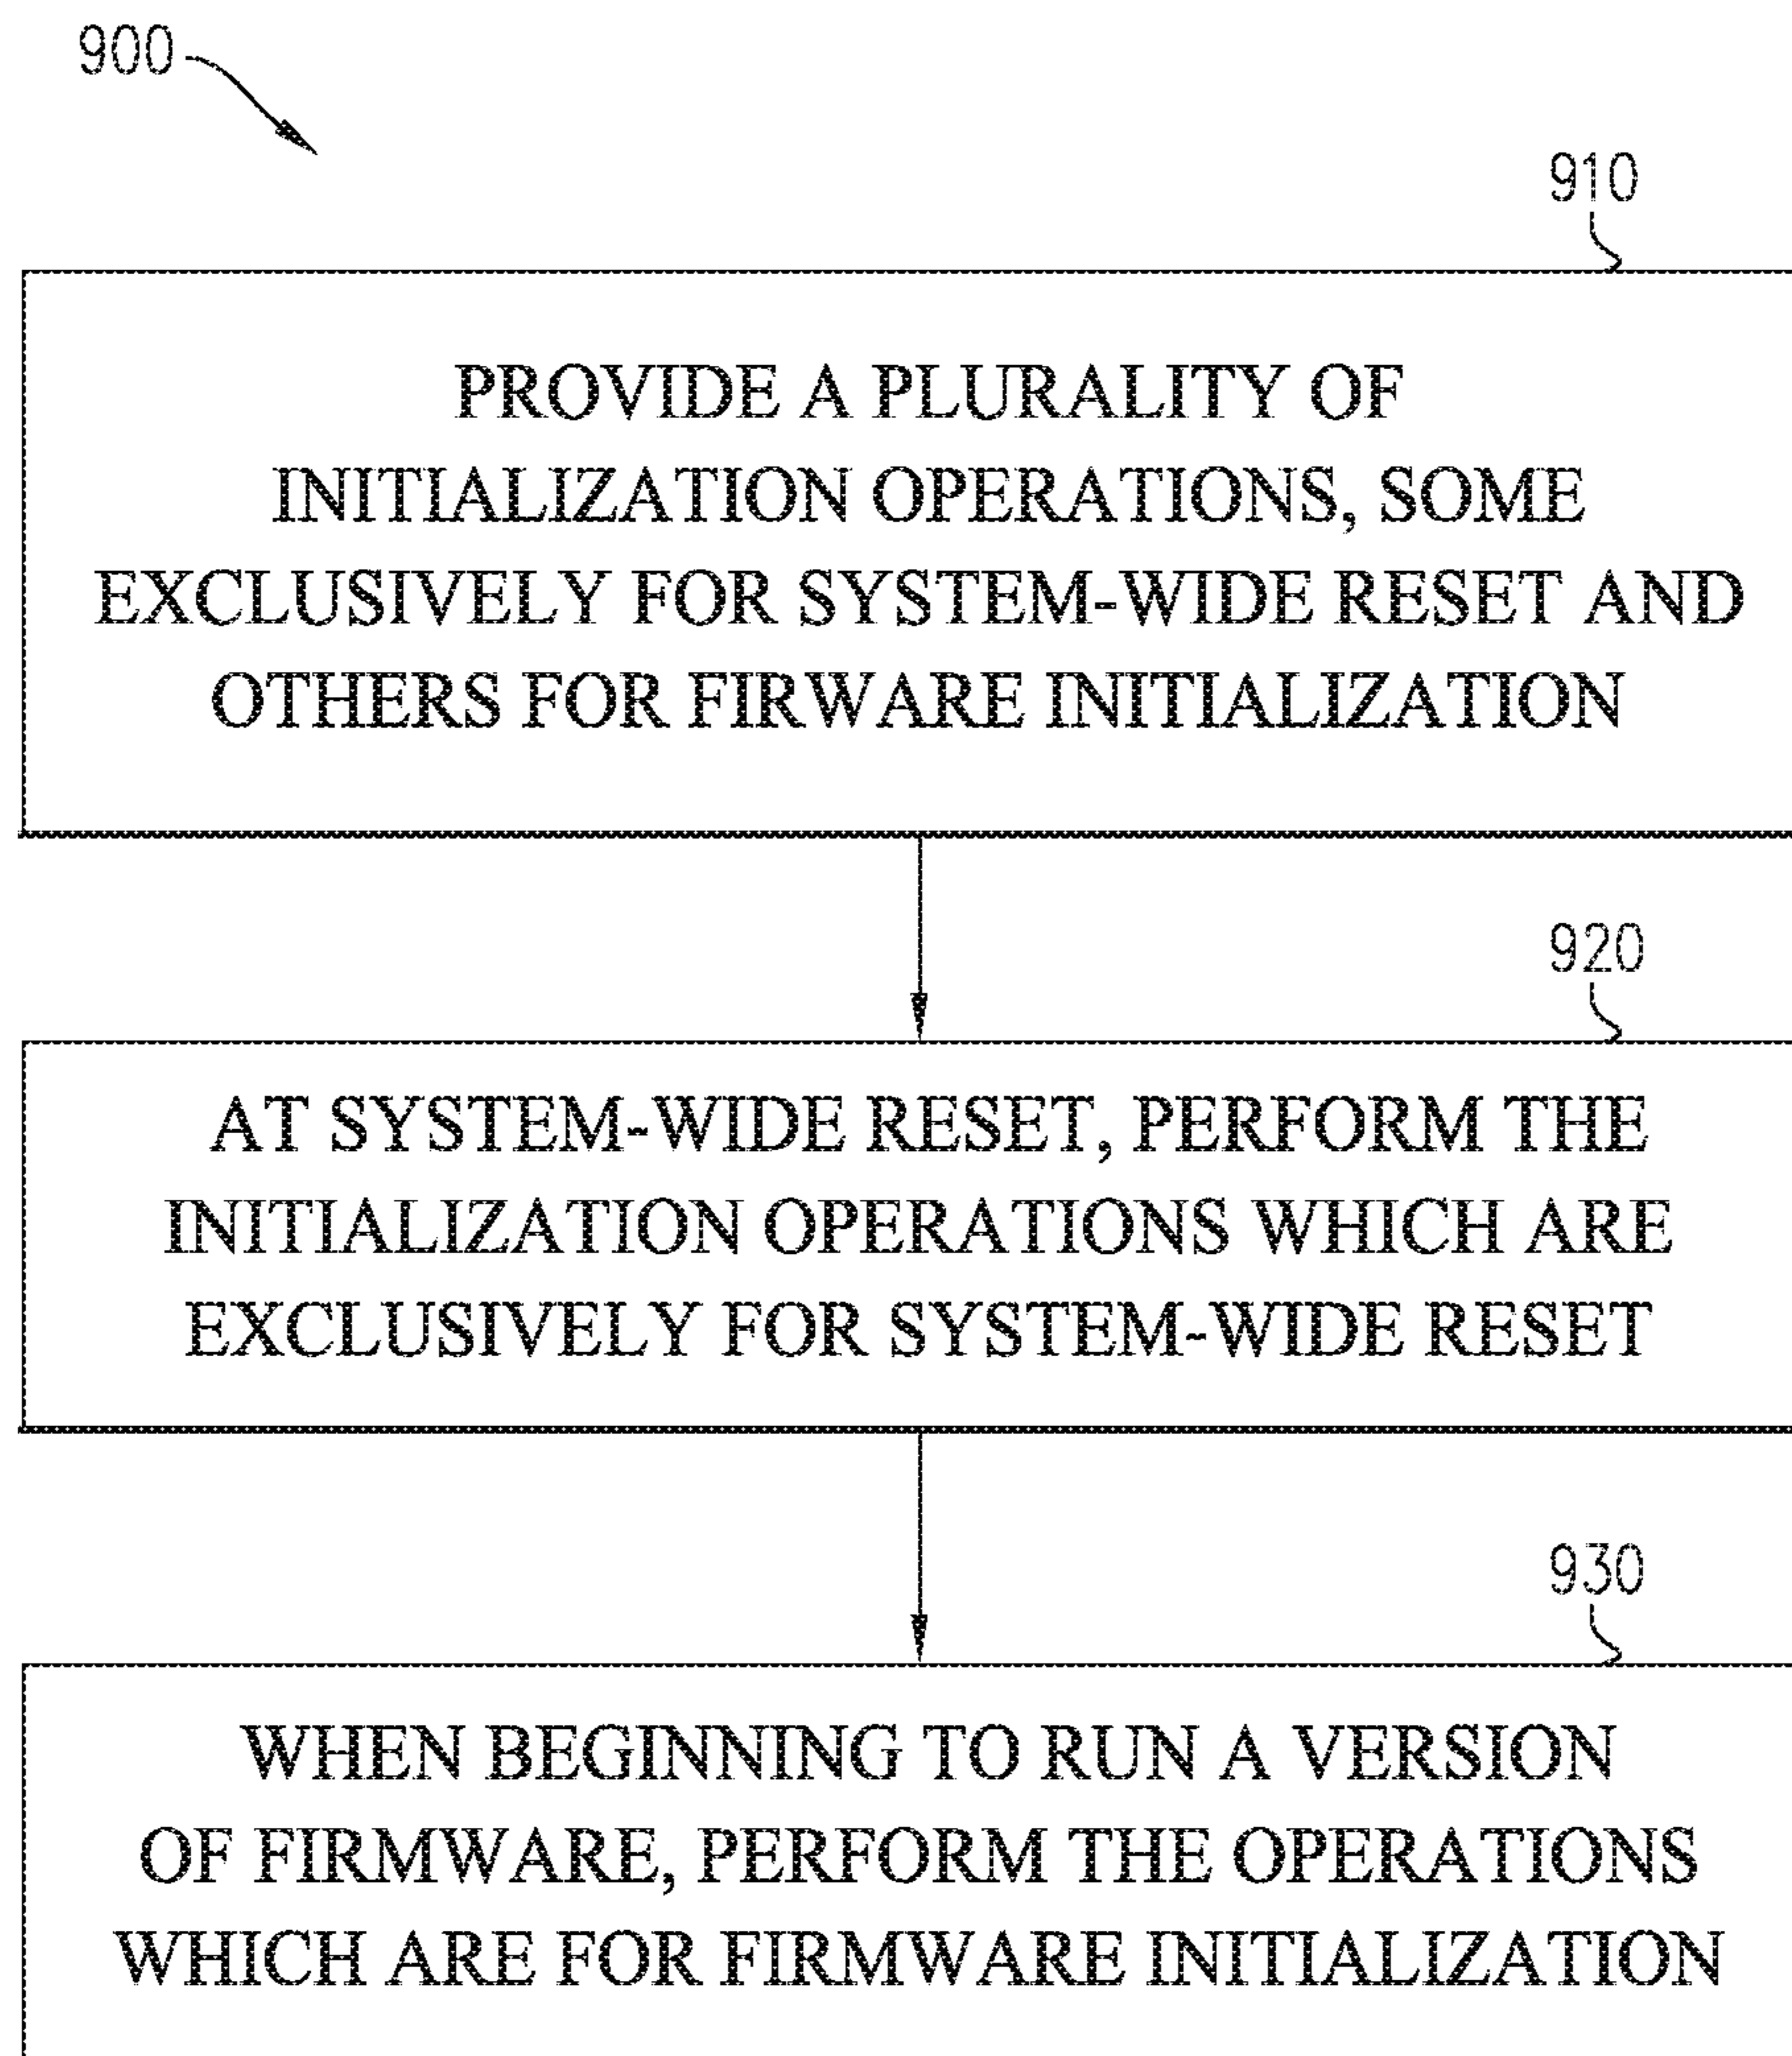 900
910
PROVIDE A PLURALITY OF
INITIALIZATION OPERATIONS, SOME
EXCLUSIVELY FOR SYSTEM-WIDE RESET AND
OTHERS FOR FIRWARE INITIALIZATION
920
AT SYSTEM-WIDE RESET, PERFORM THE
INITIALIZATION OPERATIONS WHICH ARE
EXCLUSIVELY FOR SYSTEM-WIDE RESET
930
WHEN BEGINNING TO RUN A VERSION
OF FIRMWARE, PERFORM THE OPERATIONS
WHICH ARE FOR FIRMWARE INITIALIZATION